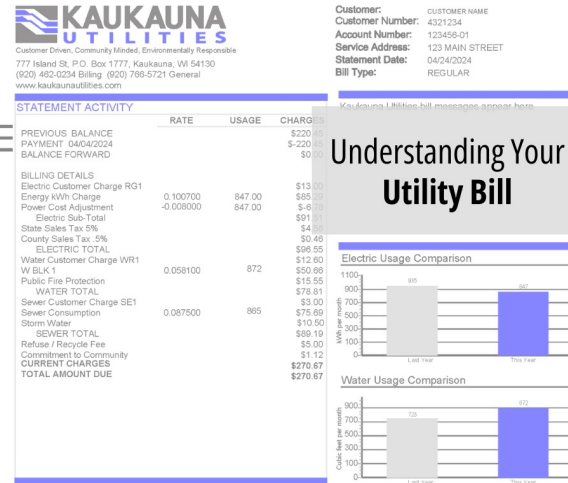 KAUKAUNA
UTILITIES
Customer Driven, Community Minded, Environmentally Responsible
777 Island St, P.O. Box 1777, Kaukauna, WI 54130
(920) 462-0234 Billing (920) 766-5721 General
www.kaukaunautilities.com
Customer: CUSTOMER NAME
Customer Number: 4321234
Account Number: 123456-01
Service Address: 123 MAIN STREET
Statement Date: 04/24/2024
Bill Type: REGULAR
STATEMENT ACTIVITY
RATE USAGE CHARGES
PREVIOUS BALANCE $220.45
PAYMENT 04/04/2024 $-220.45
BALANCE FORWARD $0.00
BILLING DETAILS
Electric Customer Charge RG1 $13.00
Energy kWh Charge 0.100700 847.00 $85.29
Power Cost Adjustment -0.008000 847.00 $-6.78
Electric Sub-Total $91.51
State Sales Tax 5% $4.58
County Sales Tax .5% $0.46
ELECTRIC TOTAL $96.55
Water Customer Charge WR1 $12.60
W BLK 1 0.058100 872 $50.66
Public Fire Protection $15.55
WATER TOTAL $78.81
Sewer Customer Charge SE1 $3.00
Sewer Consumption 0.087500 865 $75.69
Storm Water $10.50
SEWER TOTAL $89.19
Refuse / Recycle Fee $5.00
Commitment to Community $1.12
CURRENT CHARGES $270.67
TOTAL AMOUNT DUE $270.67
Kaukauna Utilities bill messages appear here
Understanding Your
Utility Bill
Electric Usage Comparison
kWh per month
1100
900
700
500
300
100
0
847
Last Year This Year
Water Usage Comparison
Cubic feet per month
900
700
500
300
100
0
872
Last Year This Year